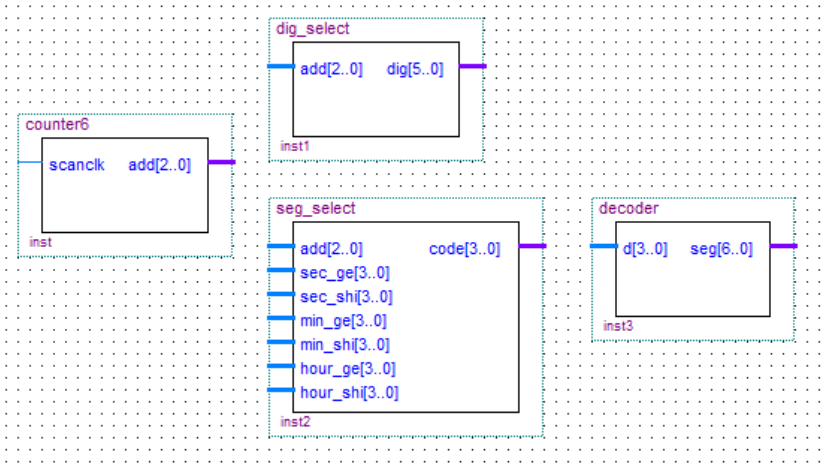 dig_select
add[2..0] dig[5..0]
inst1
counter6
scanclk add[2..0]
inst
seg_select
add[2..0] code[3..0]
sec_ge[3..0]
sec_shi[3..0]
min_ge[3..0]
min_shi[3..0]
hour_ge[3..0]
hour_shi[3..0]
inst2
decoder
d[3..0] seg[6..0]
inst3